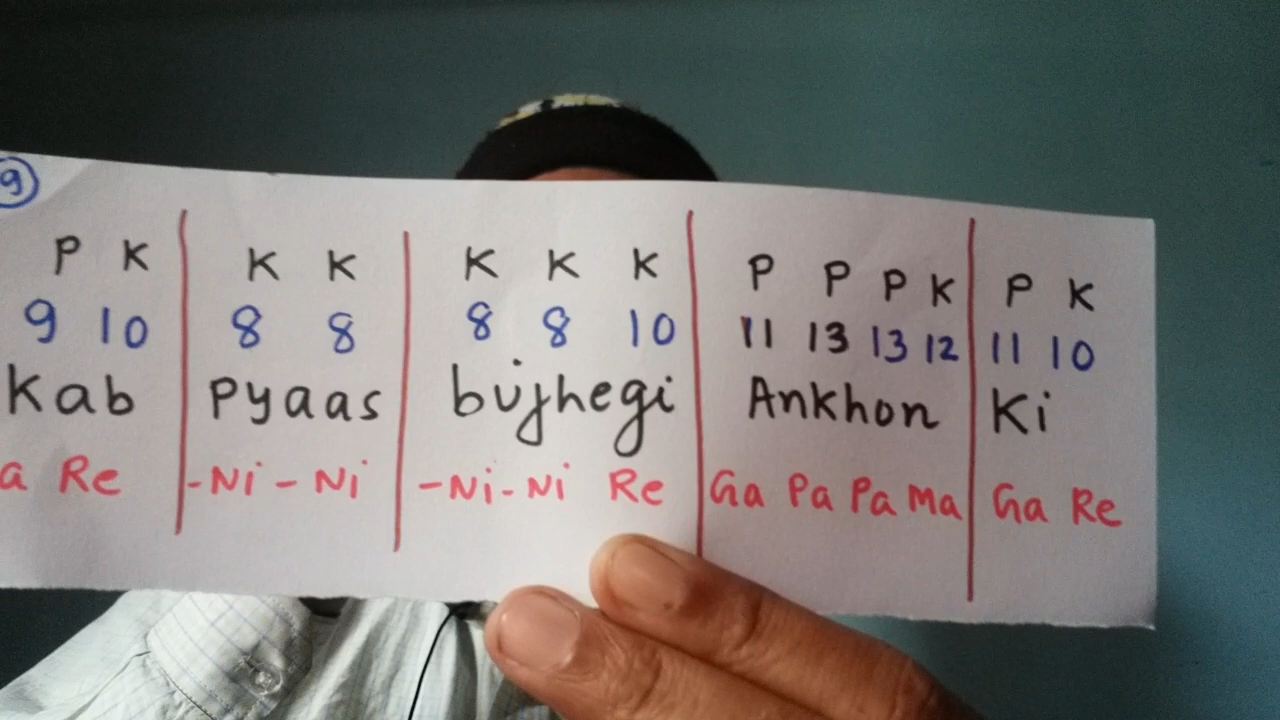 9
P K | K K | K K K | P P P K | P K
9 10 | 8 8 | 8 8 10 | 11 13 13 12 | 11 10
Kab | Pyaas | bujhegi | Ankhon | Ki
a Re | -Ni - Ni | -Ni-Ni Re | Ga Pa Pa Ma | Ga Re